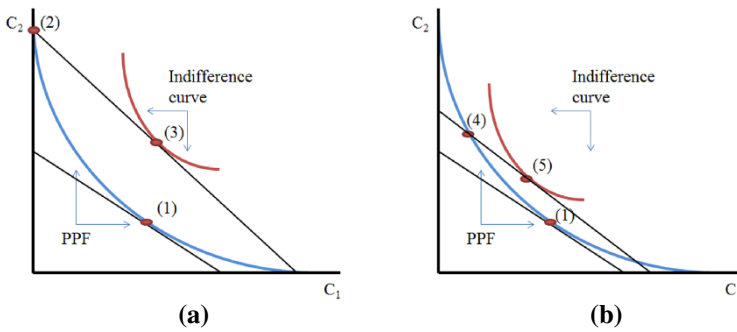 C2 (2)
Indifference
curve
(3)
(1)
PPF
C1
(a)
C2
Indifference
curve
(4)
(5)
(1)
PPF
C
(b)